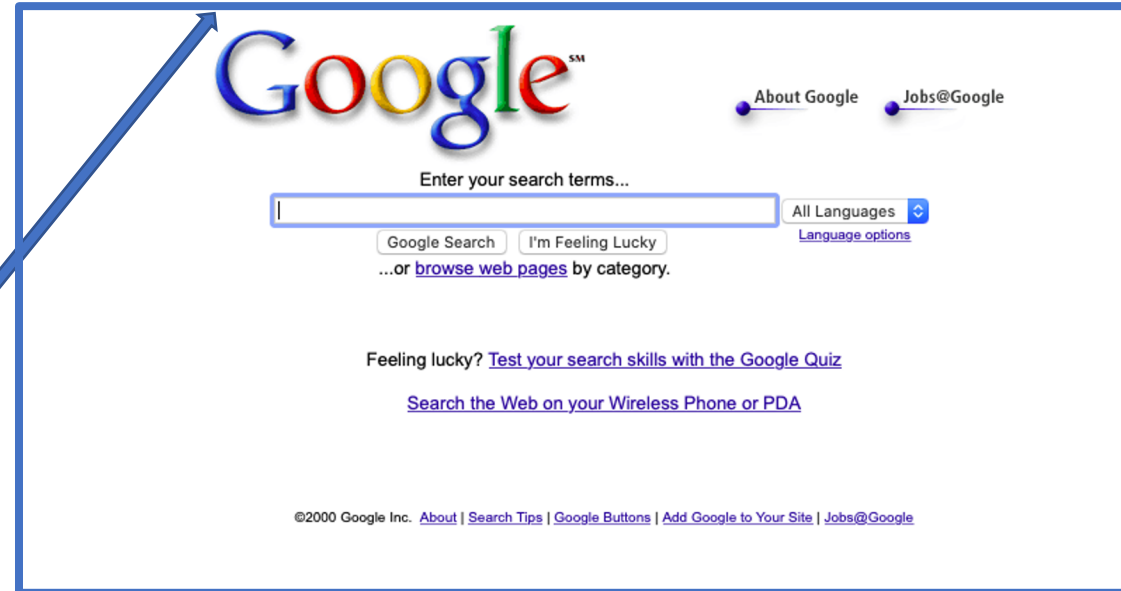 Google℠
About Google Jobs@Google
Enter your search terms...
All Languages
Google Search I'm Feeling Lucky Language options
...or browse web pages by category.
Feeling lucky? Test your search skills with the Google Quiz
Search the Web on your Wireless Phone or PDA
©2000 Google Inc. About | Search Tips | Google Buttons | Add Google to Your Site | Jobs@Google